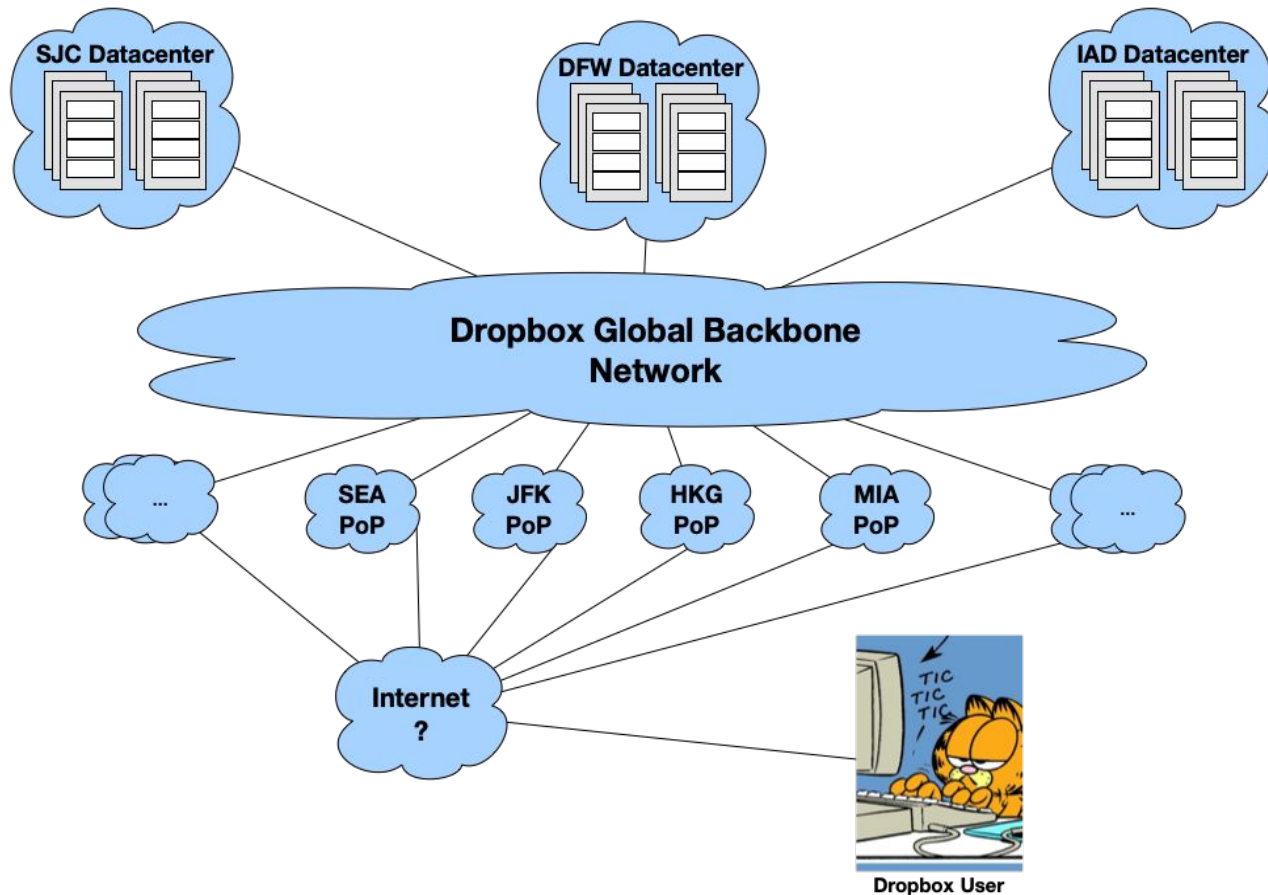 SJC Datacenter
DFW Datacenter
IAD Datacenter
Dropbox Global Backbone
Network
...
SEA
PoP
JFK
PoP
HKG
PoP
MIA
PoP
...
Internet
?
TIC
TIC
TIC
Dropbox User